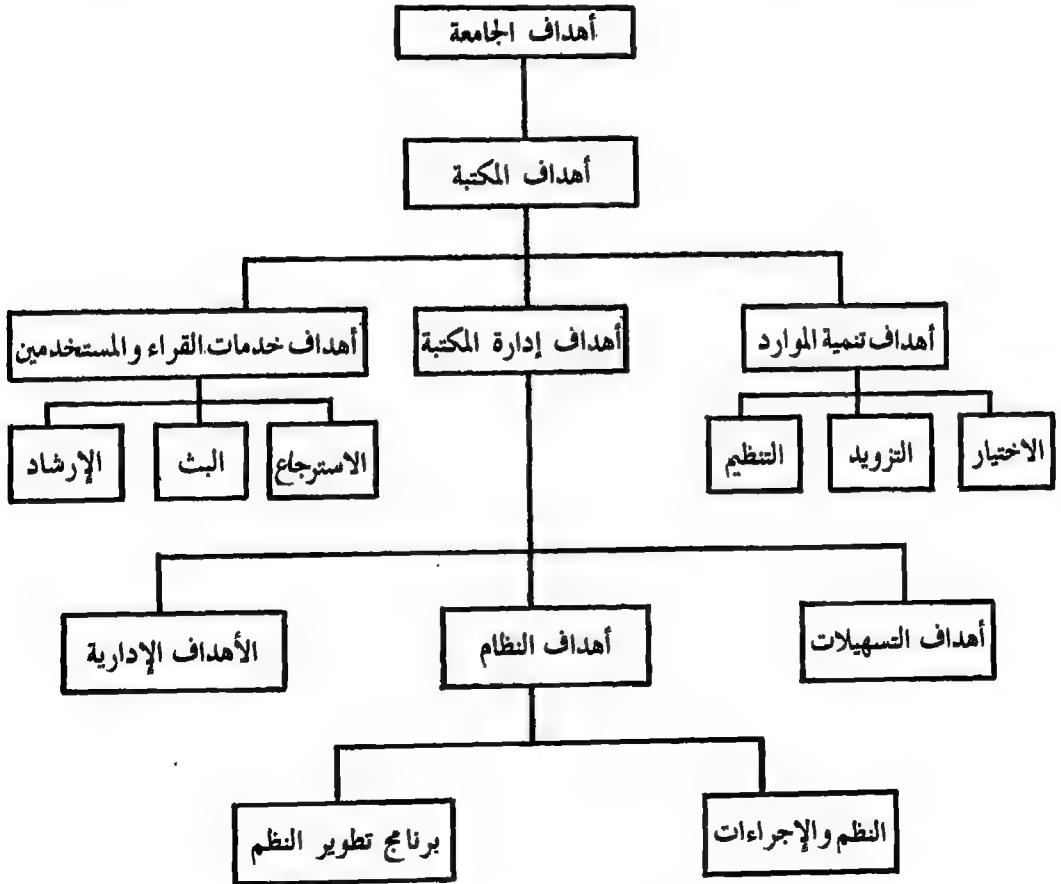 أهداف الجامعة
أهداف المكتبة
أهداف تنمية الموارد
أهداف إدارة المكتبة
أهداف خدمات القراء والمستخدمين
الاختيار
التزويد
التنظيم
الاسترجاع
البث
الإرشاد
أهداف التسهيلات
أهداف النظام
الأهداف الإدارية
النظم والإجراءات
برنامج تطوير النظم